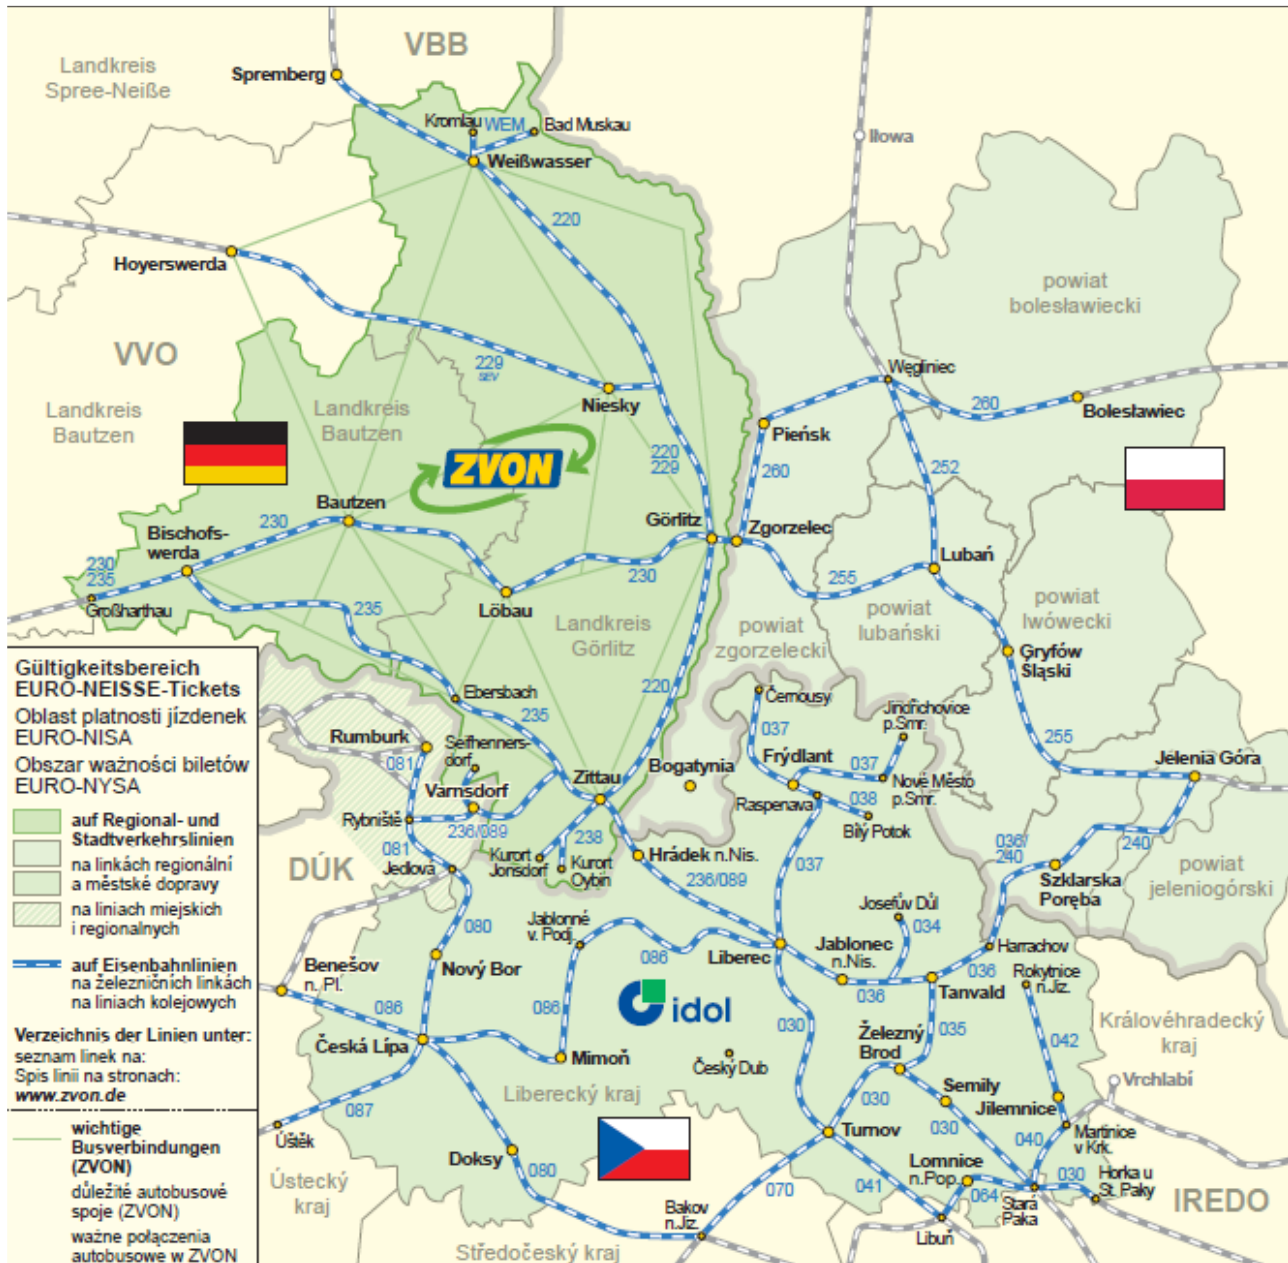 VBB
Landkreis
Spree-Neiße
Spremberg
Kromlau
WEM
Bad Muskau
Weißwasser
Iłowa
220
Hoyerswerda
powiat
bolesławiecki
VVO
229
SEV
Węgliniec
Niesky
260
Bolesławiec
Landkreis
Bautzen
Landkreis
Bautzen
Pieńsk
ZVON
220
229
260
252
Bautzen
Görlitz
Zgorzelec
230
Bischofs-
werda
Lubań
230
235
230
255
Großharthau
235
Löbau
Landkreis
Görlitz
powiat
zgorzelecki
powiat
lubański
powiat
lwówecki
Gryfów
Śląski
220
Ebersbach
235
Černousy
Jindřichovice
p.Smr.
037
255
Rumburk
081
Seifhenners-
dorf
Varnsdorf
Zittau
Bogatynia
Frýdlant
037
Nové Město
p.Smr.
Raspenava
038
Bílý Potok
Jelenia Góra
Rybniště
236/089
238
081
DÚK
Jedlová
Kurort
Jonsdorf
Kurort
Oybin
Hrádek n.Nis.
236/089
037
036/
240
240
Szklarska
Poręba
powiat
jeleniogórski
Josefův Důl
034
080
Jablonné
v. Podj.
086
Liberec
Jablonec
n.Nis.
Harrachov
036
036
Tanvald
Rokytnice
n.Jiz.
Benešov
n. Pl.
Nový Bor
086
086
idol
030
035
Železný
Brod
042
Královéhradecký
kraj
Česká Lípa
Mimoň
Český Dub
Liberecký kraj
Semily
Jilemnice
Vrchlabí
087
030
030
Úštěk
Turnov
040
Martinice
v Krk.
Doksy
080
Lomnice
n.Pop.
030
Horka u
St. Paky
Ústecký
kraj
070
041
064
Stará
Paka
IREDO
Bakov
n.Jiz.
Libuň
Středočeský kraj
Gültigkeitsbereich
EURO-NEISSE-Tickets
Oblast platnosti jízdenek
EURO-NISA
Obszar ważności biletów
EURO-NYSA
auf Regional- und
Stadtverkehrslinien
na linkách regionální
a městské dopravy
na liniach miejskich
i regionalnych
auf Eisenbahnlinien
na železničních linkách
na liniach kolejowych
Verzeichnis der Linien unter:
seznam linek na:
Spis linii na stronach:
www.zvon.de
wichtige
Busverbindungen
(ZVON)
důležité autobusové
spoje (ZVON)
ważne połączenia
autobusowe w ZVON